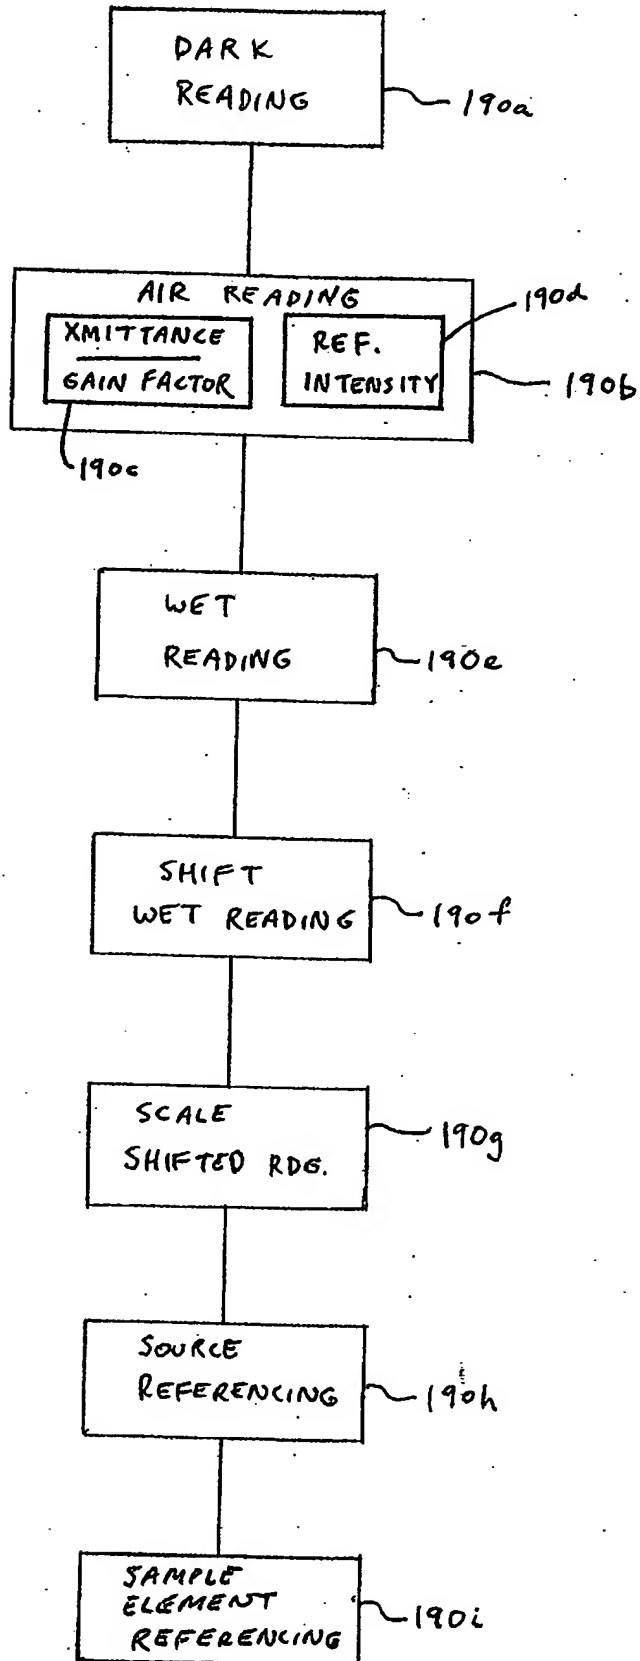 DARK
READING
190a
AIR READING
XMITTANCE
GAIN FACTOR
REF.
INTENSITY
190d
190b
190c
WET
READING
190e
SHIFT
WET READING
190f
SCALE
SHIFTED RDG.
190g
SOURCE
REFERENCING
190h
SAMPLE
ELEMENT
REFERENCING
190i